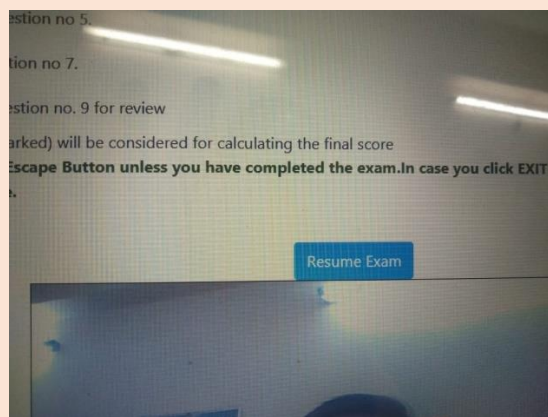 estion no 5.
tion no 7.
estion no. 9 for review
arked) will be considered for calculating the final score
Escape Button unless you have completed the exam.In case you click EXIT
e.
Resume Exam